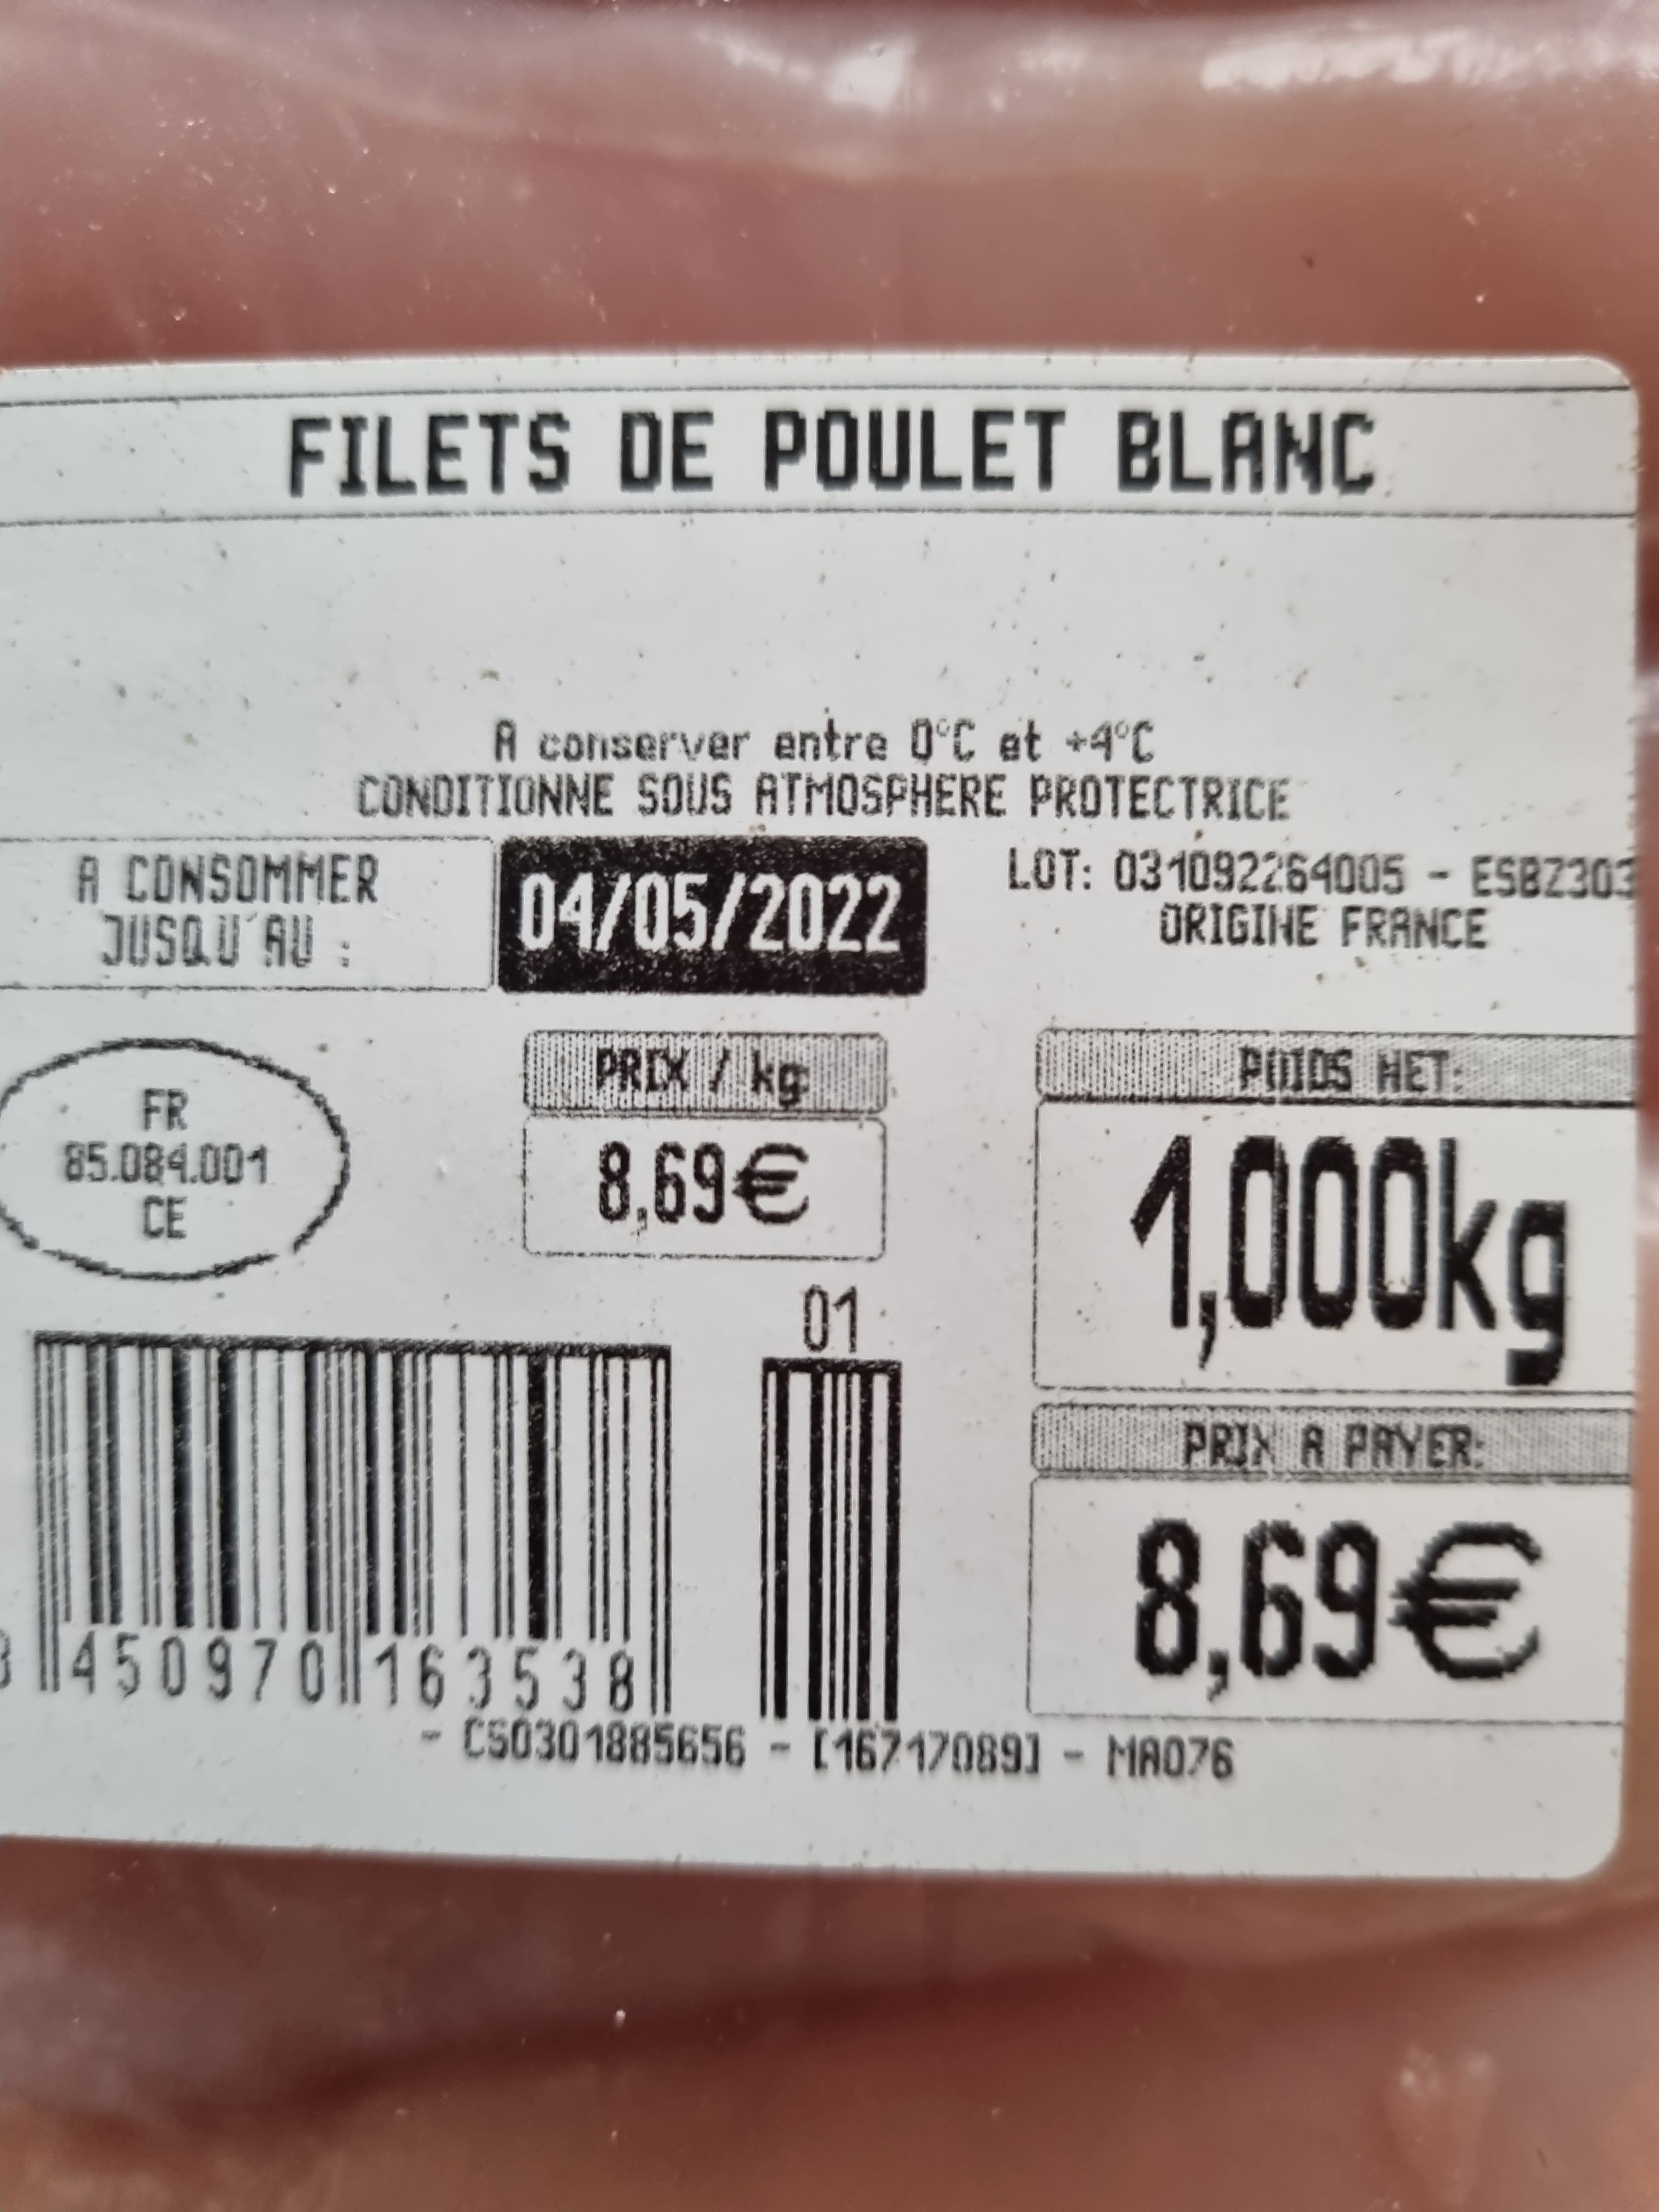 FILETS DE POULET BLANC
A conserver entre 0°C et +4°C
CONDITIONNE SOUS ATMOSPHERE PROTECTRICE
A CONSOMMER
JUSQU'AU :
04/05/2022
LOT: 031092264005 - ESBZ303
ORIGINE FRANCE
FR
85.084.001
CE
PRIX / kg
8,69€
POIDS NET:
1,000kg
01
PRIX A PAYER:
8,69€
450970 163538
- CS0301885656 - [16717089] - MA076